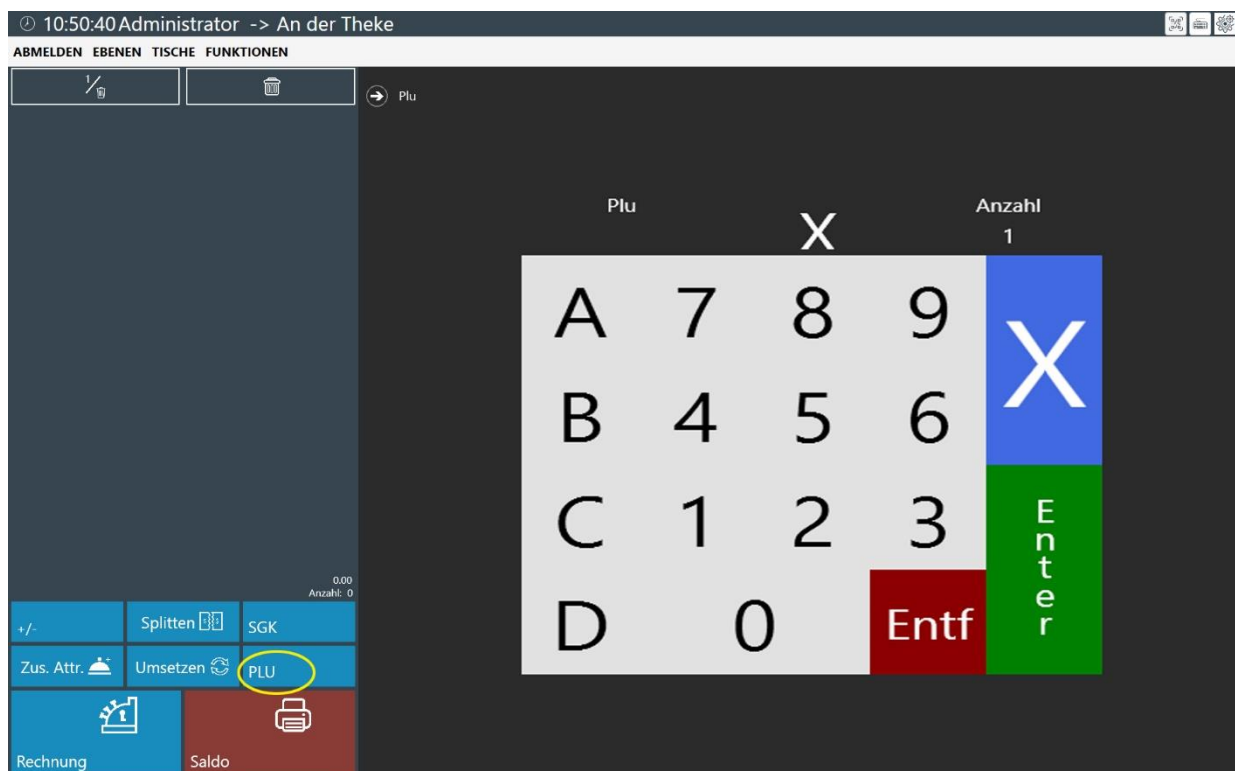 10:50:40 Administrator -> An der Theke
ABMELDEN EBENEN TISCHE FUNKTIONEN
1/
Plu
Plu X Anzahl
1
A 7 8 9 X
B 4 5 6
C 1 2 3 Enter
D 0 Entf
0.00
Anzahl: 0
+/- Splitten SGK
Zus. Attr. Umsetzen PLU
Rechnung Saldo